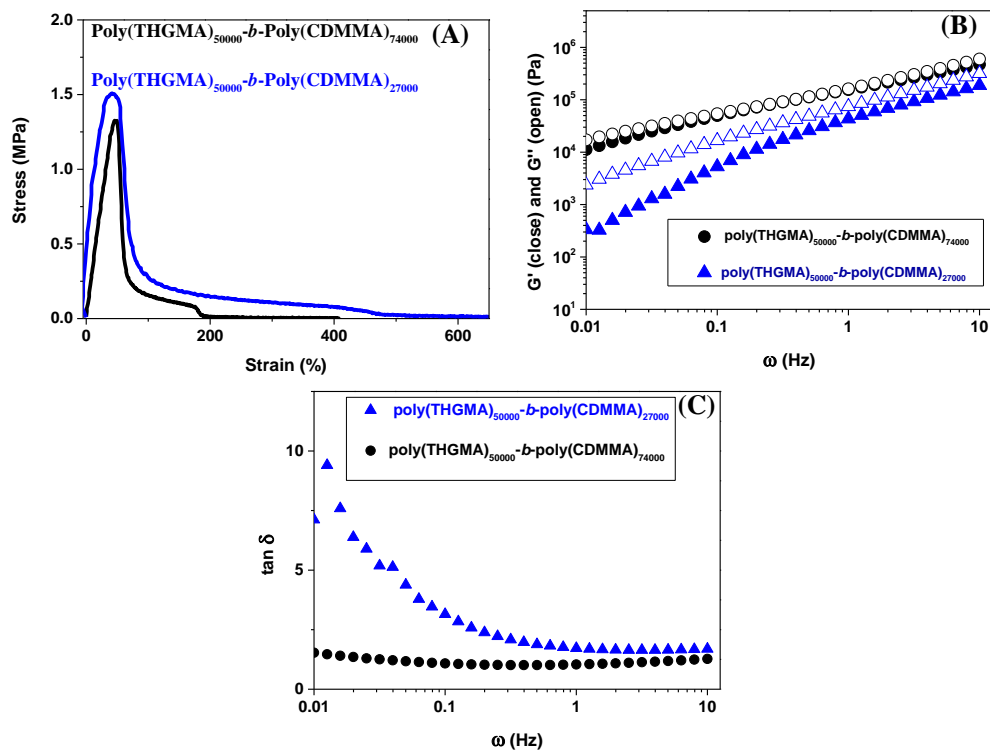 Poly(THGMA)50000-b-Poly(CDMMA)74000 (A)
Poly(THGMA)50000-b-Poly(CDMMA)27000
2.0
1.5
1.0
0.5
0.0
Stress (MPa)
0 200 400 600
Strain (%)
(B)
10^6
10^5
10^4
10^3
10^2
10^1
G' (close) and G'' (open) (Pa)
poly(THGMA)50000-b-poly(CDMMA)74000
poly(THGMA)50000-b-poly(CDMMA)27000
0.01 0.1 1 10
ω (Hz)
(C)
poly(THGMA)50000-b-poly(CDMMA)27000
poly(THGMA)50000-b-poly(CDMMA)74000
10
5
0
tan δ
0.01 0.1 1 10
ω (Hz)